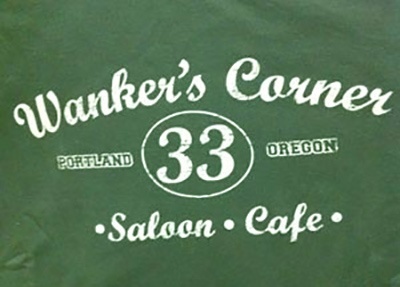 Wanker's Corner
PORTLAND 33 OREGON
• Saloon • Cafe •